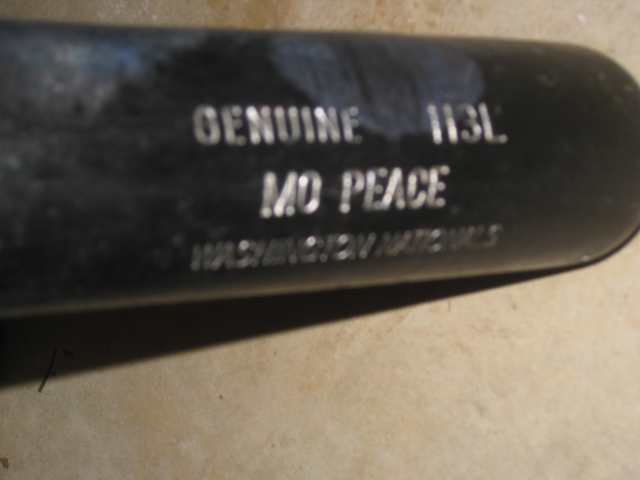 GENUINE 113L
MO PEACE
WASHINGTON NATIONALS